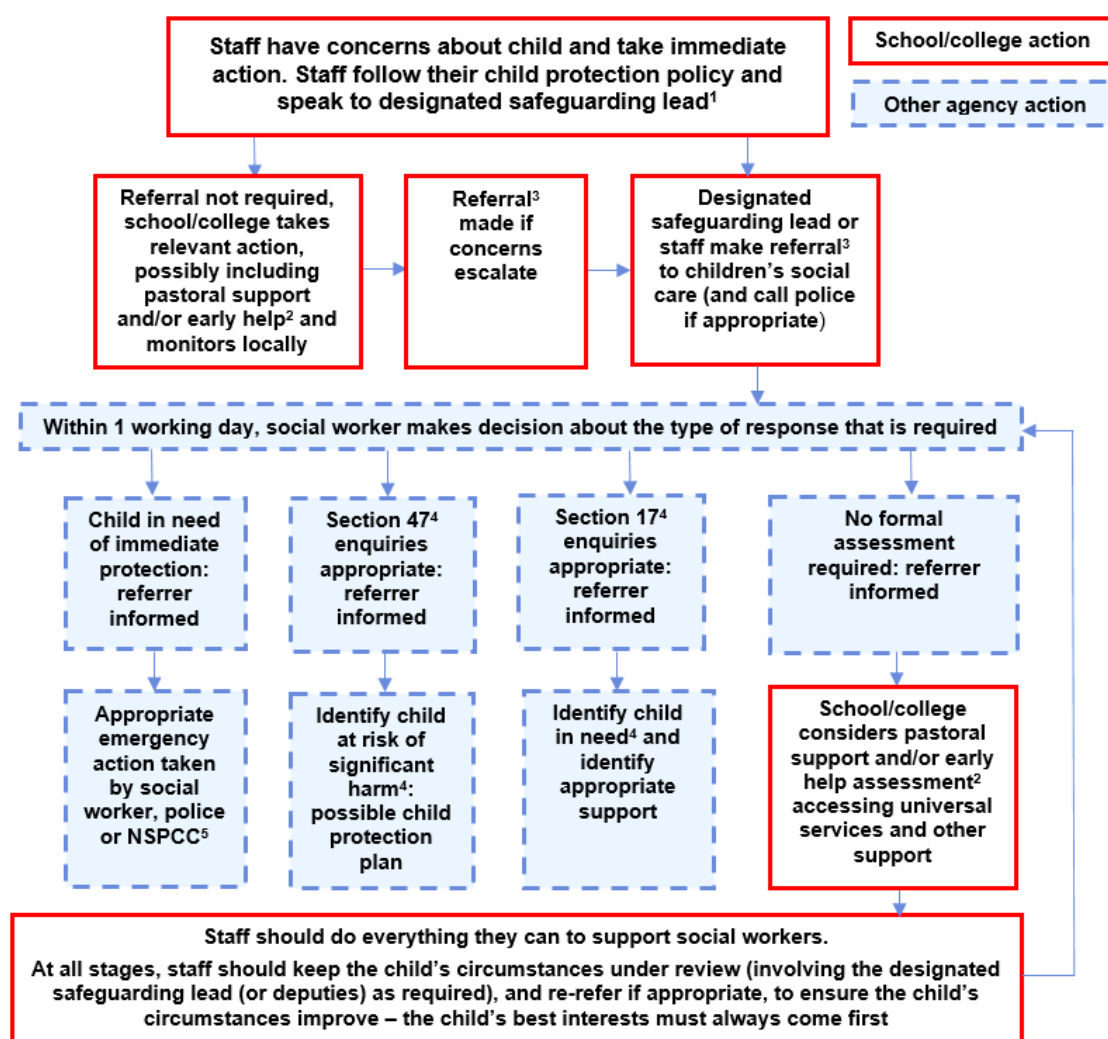 Staff have concerns about child and take immediate
action. Staff follow their child protection policy and
speak to designated safeguarding lead¹
School/college action
Other agency action
Referral not required,
school/college takes
relevant action,
possibly including
pastoral support
and/or early help² and
monitors locally
Referral³
made if
concerns
escalate
Designated
safeguarding lead or
staff make referral³
to children’s social
care (and call police
if appropriate)
Within 1 working day, social worker makes decision about the type of response that is required
Child in need
of immediate
protection:
referrer
informed
Section 47⁴
enquiries
appropriate:
referrer
informed
Section 17⁴
enquiries
appropriate:
referrer
informed
No formal
assessment
required: referrer
informed
Appropriate
emergency
action taken
by social
worker, police
or NSPCC⁵
Identify child
at risk of
significant
harm⁴:
possible child
protection
plan
Identify child
in need⁴ and
identify
appropriate
support
School/college
considers pastoral
support and/or early
help assessment²
accessing universal
services and other
support
Staff should do everything they can to support social workers.
At all stages, staff should keep the child’s circumstances under review (involving the designated
safeguarding lead (or deputies) as required), and re-refer if appropriate, to ensure the child’s
circumstances improve – the child’s best interests must always come first